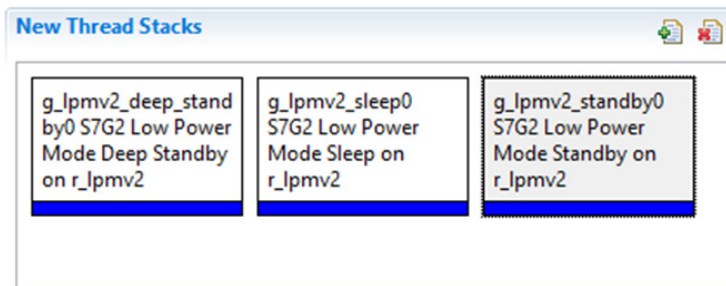 New Thread Stacks
g_lpmv2_deep_stand
by0 S7G2 Low Power
Mode Deep Standby
on r_lpmv2
g_lpmv2_sleep0
S7G2 Low Power
Mode Sleep on
r_lpmv2
g_lpmv2_standby0
S7G2 Low Power
Mode Standby on
r_lpmv2